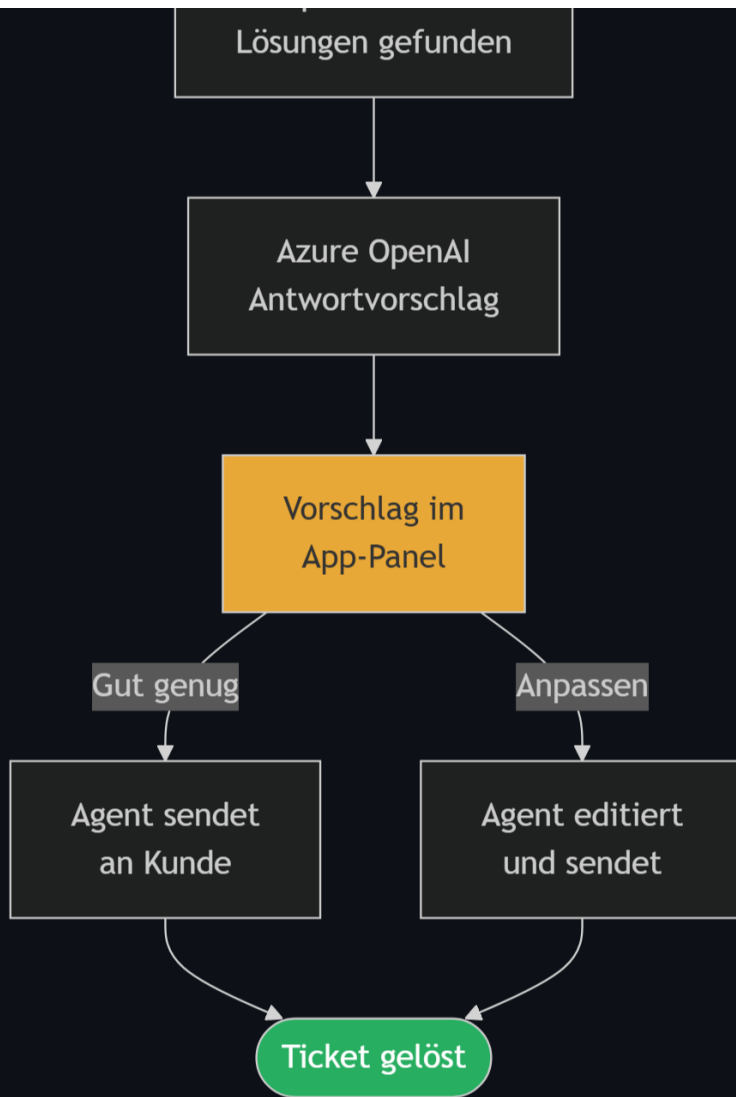 Lösungen gefunden
Azure OpenAI
Antwortvorschlag
Vorschlag im
App-Panel
Gut genug
Anpassen
Agent sendet
an Kunde
Agent editiert
und sendet
Ticket gelöst